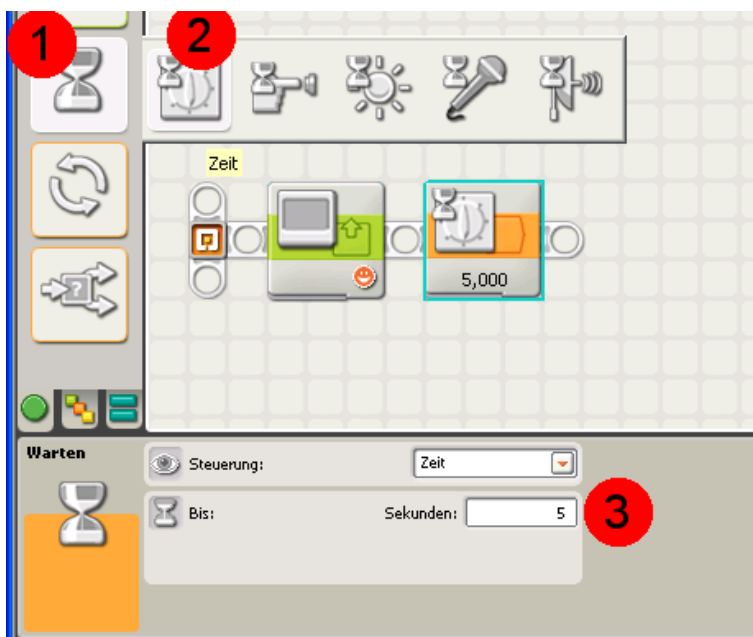 1
2
Zeit
5,000
Warten
Steuerung: Zeit
Bis: Sekunden: 5
3